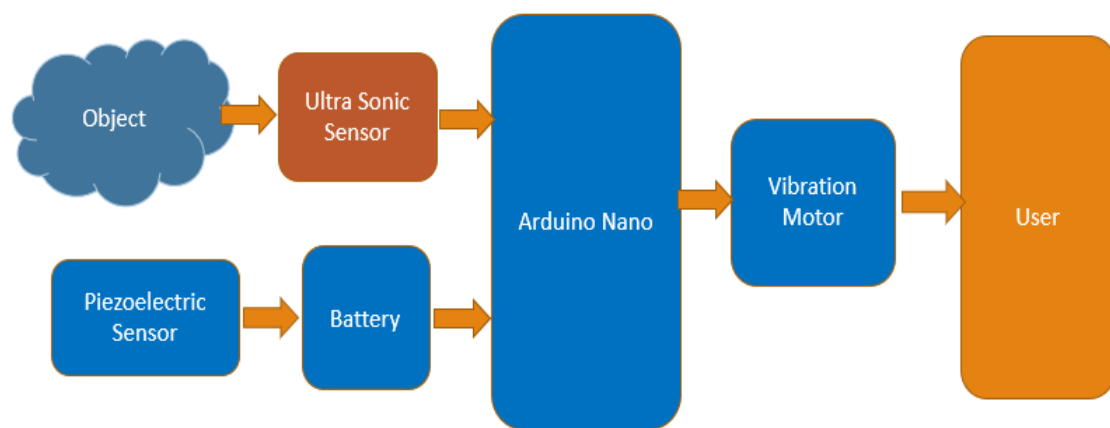 Object
Ultra Sonic
Sensor
Arduino Nano
Vibration
Motor
User
Piezoelectric
Sensor
Battery